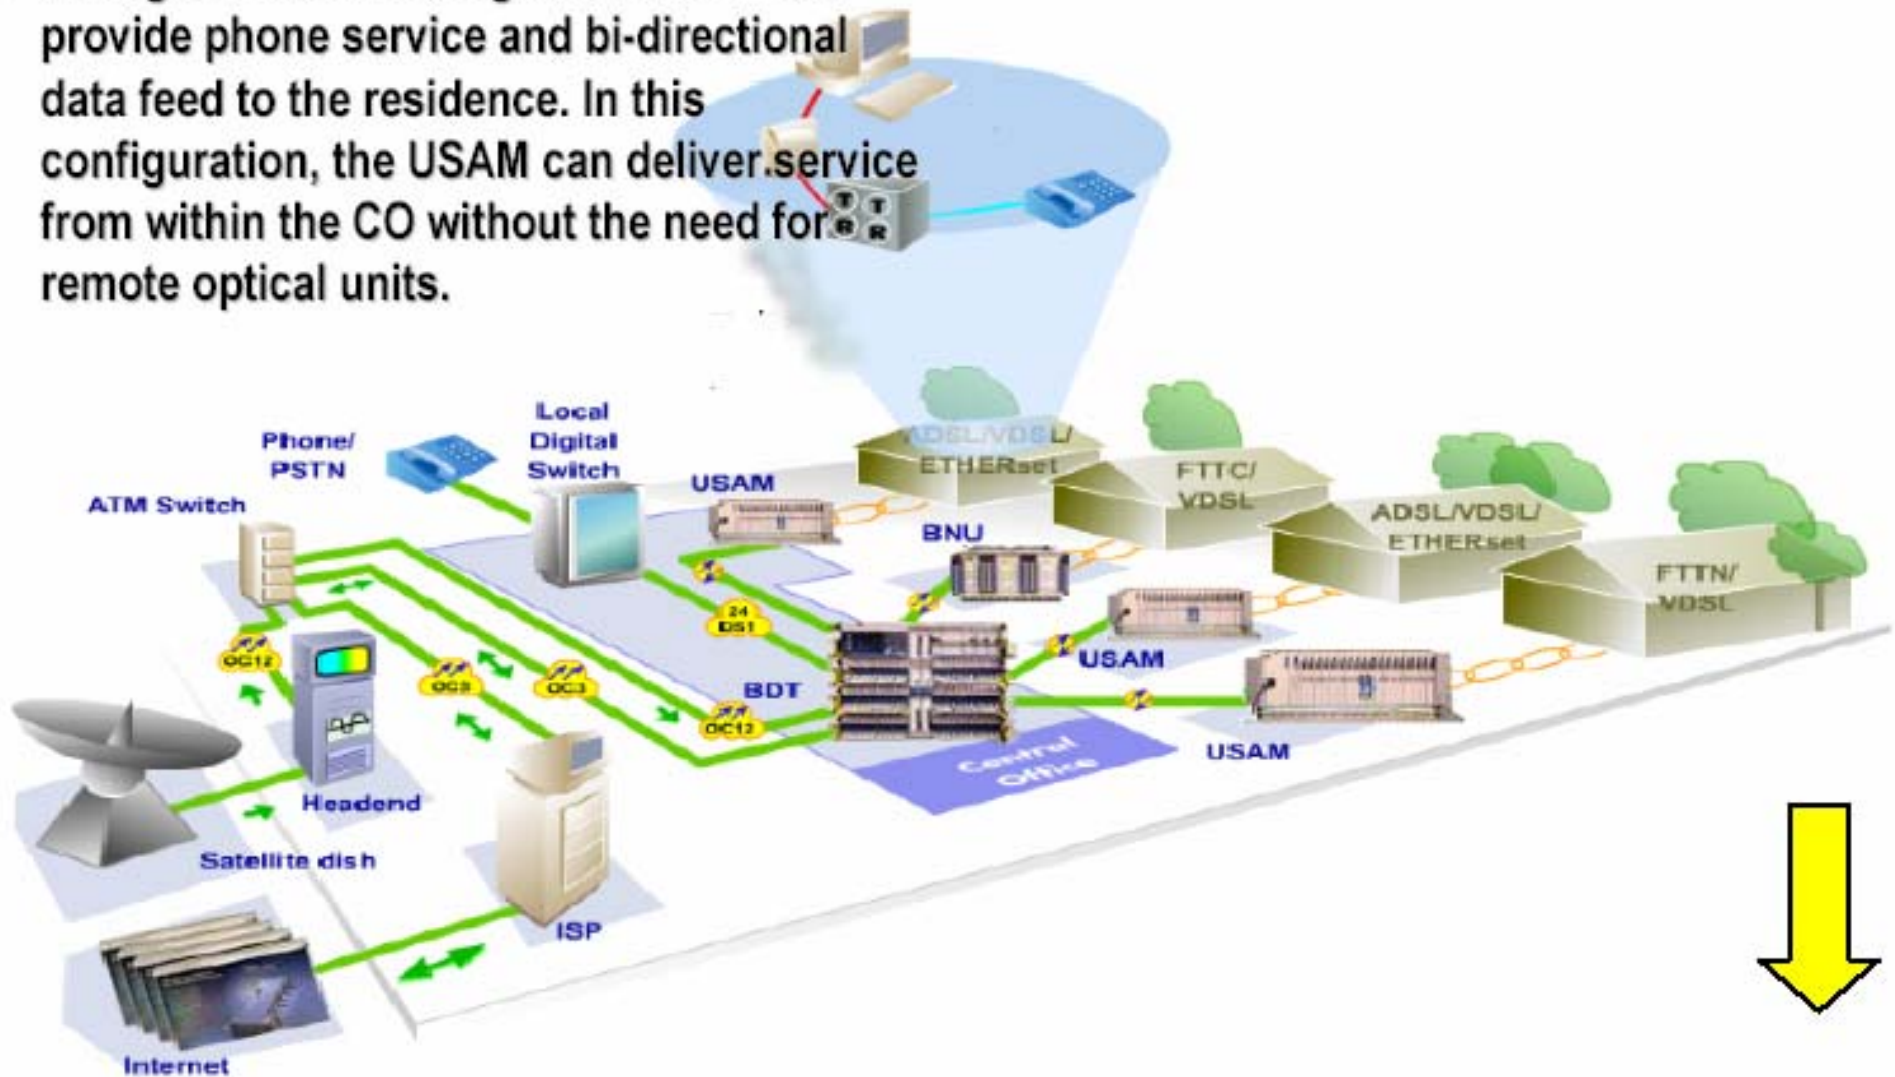 provide phone service and bi-directional
data feed to the residence. In this
configuration, the USAM can deliver service
from within the CO without the need for
remote optical units.
T T
R R
Local
Digital
Switch
Phone/
PSTN
ATM Switch
USAM
BNU
ADSL/VDSL/
ETHERset
FTTC/
VDSL
ADSL/VDSL/
ETHERset
FTTN/
VDSL
24
DS1
OC12
OC3
OC3
OC12
BDT
USAM
USAM
Central
Office
Headend
Satellite dish
ISP
Internet